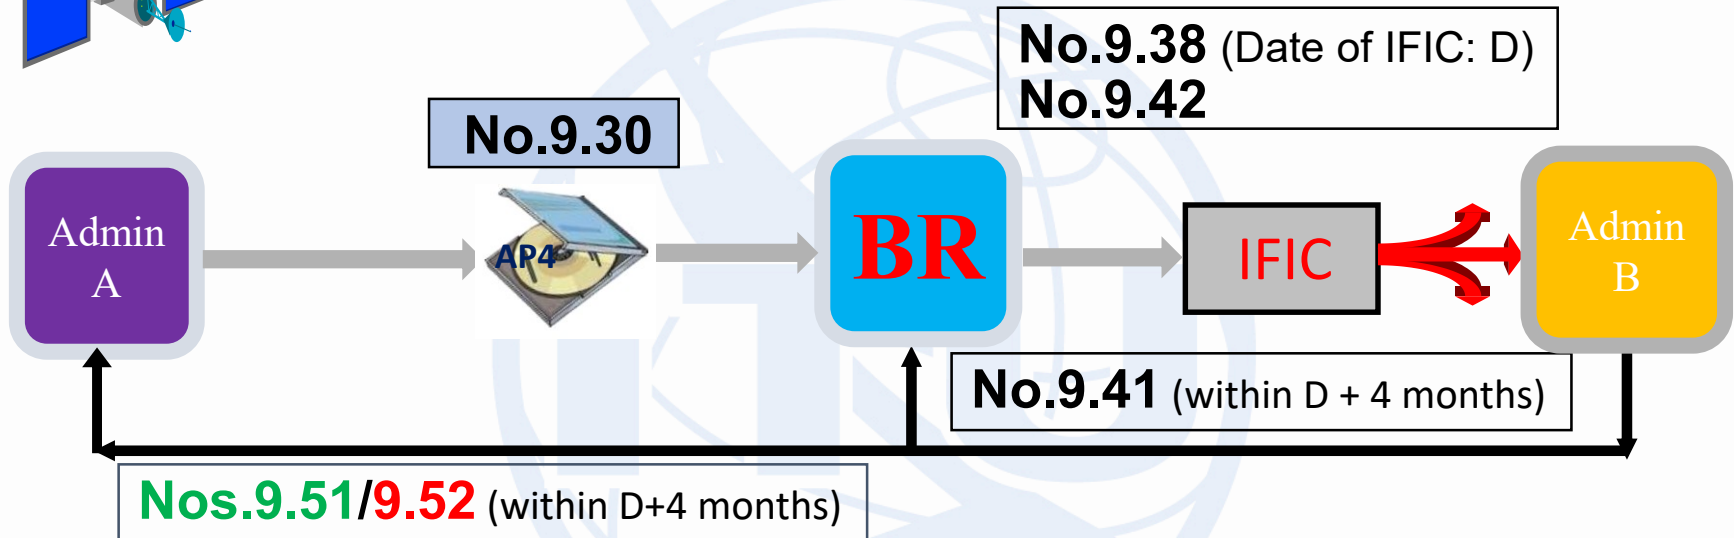 No.9.38 (Date of IFIC: D)
No.9.42
No.9.30
Admin
A
AP4
BR
IFIC
Admin
B
No.9.41 (within D + 4 months)
Nos.9.51/9.52 (within D+4 months)
ITU